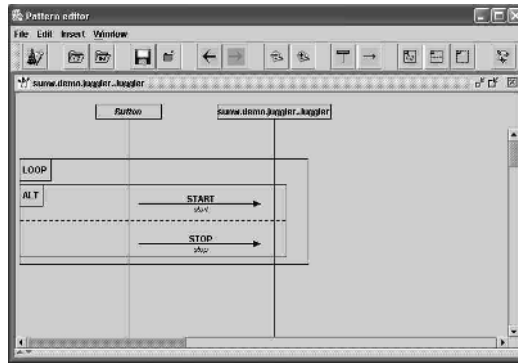 Pattern editor
File Edit Insert Window
sunw.demo.juggler.Juggler
Button
sunw.demo.juggler.Juggler
LOOP
ALT
START
start
STOP
stop